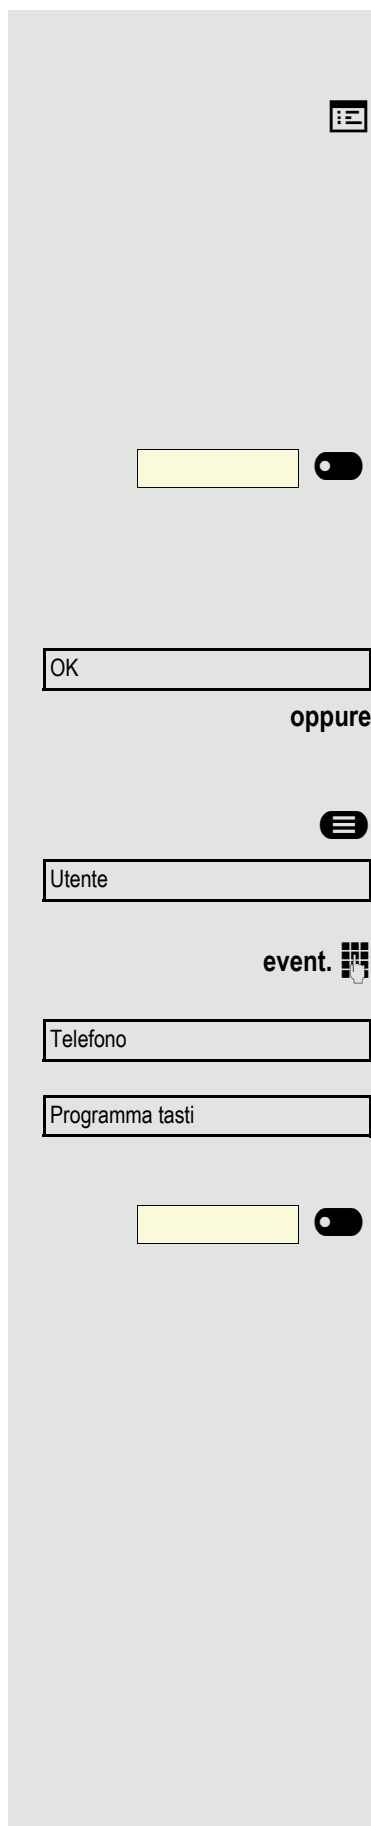 OK
oppure
Utente
event.
Telefono
Programma tasti